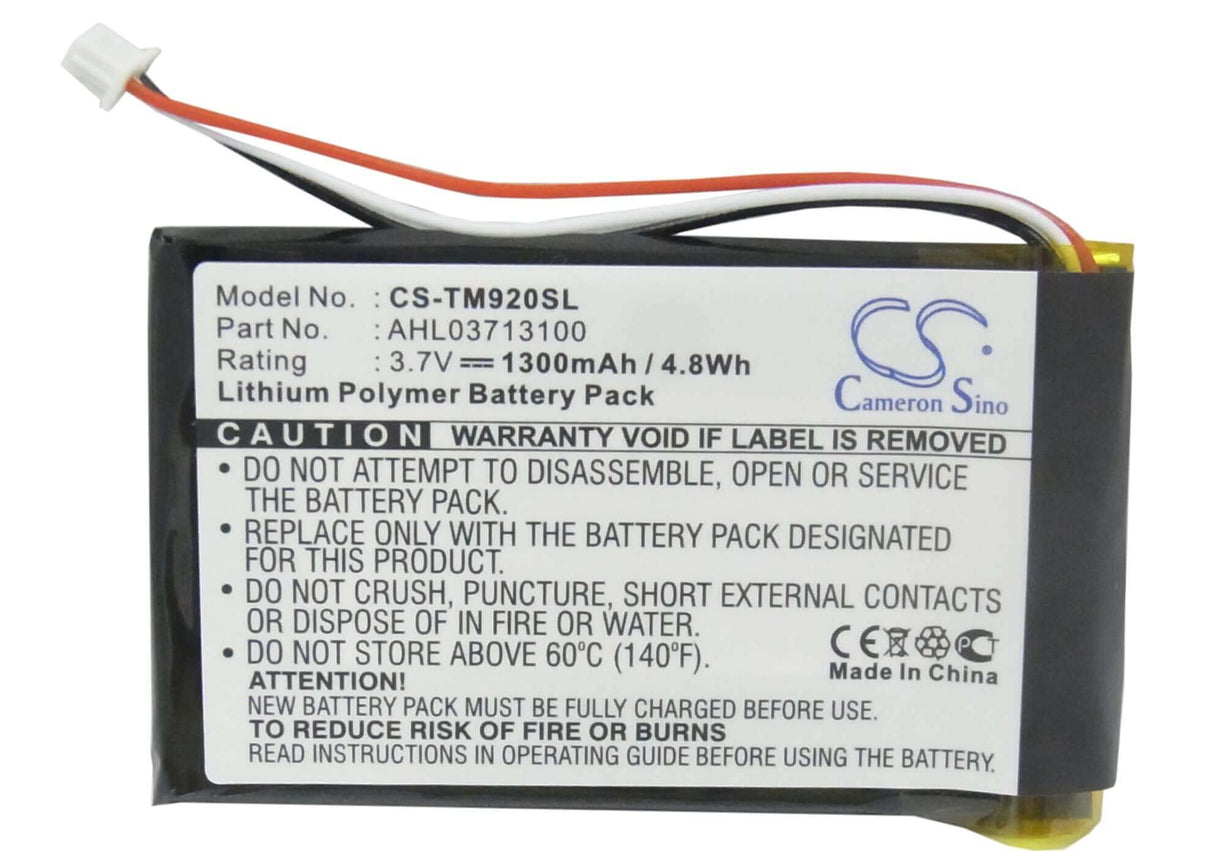 Model No. : CS-TM920SL
Part No. : AHL03713100
Rating : 3.7V 1300mAh / 4.8Wh
Lithium Polymer Battery Pack
CS
Cameron Sino
CAUTION WARRANTY VOID IF LABEL IS REMOVED
• DO NOT ATTEMPT TO DISASSEMBLE, OPEN OR SERVICE
THE BATTERY PACK.
• REPLACE ONLY WITH THE BATTERY PACK DESIGNATED
FOR THIS PRODUCT.
• DO NOT CRUSH, PUNCTURE, SHORT EXTERNAL CONTACTS
OR DISPOSE OF IN FIRE OR WATER.
• DO NOT STORE ABOVE 60°C (140°F).
CE
PCT
Made In China
ATTENTION!
NEW BATTERY PACK MUST BE FULLY CHARGED BEFORE USE.
TO REDUCE RISK OF FIRE OR BURNS
READ INSTRUCTIONS IN OPERATING GUIDE BEFORE USING THE BATTERY.